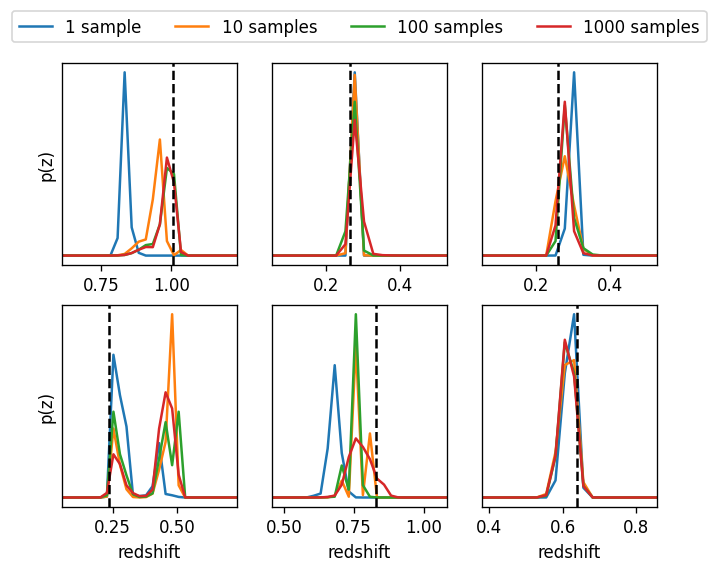 1 sample 10 samples 100 samples 1000 samples
p(z)
0.75 1.00 0.2 0.4 0.2 0.4
p(z)
0.25 0.50 0.50 0.75 1.00 0.4 0.6 0.8
redshift redshift redshift